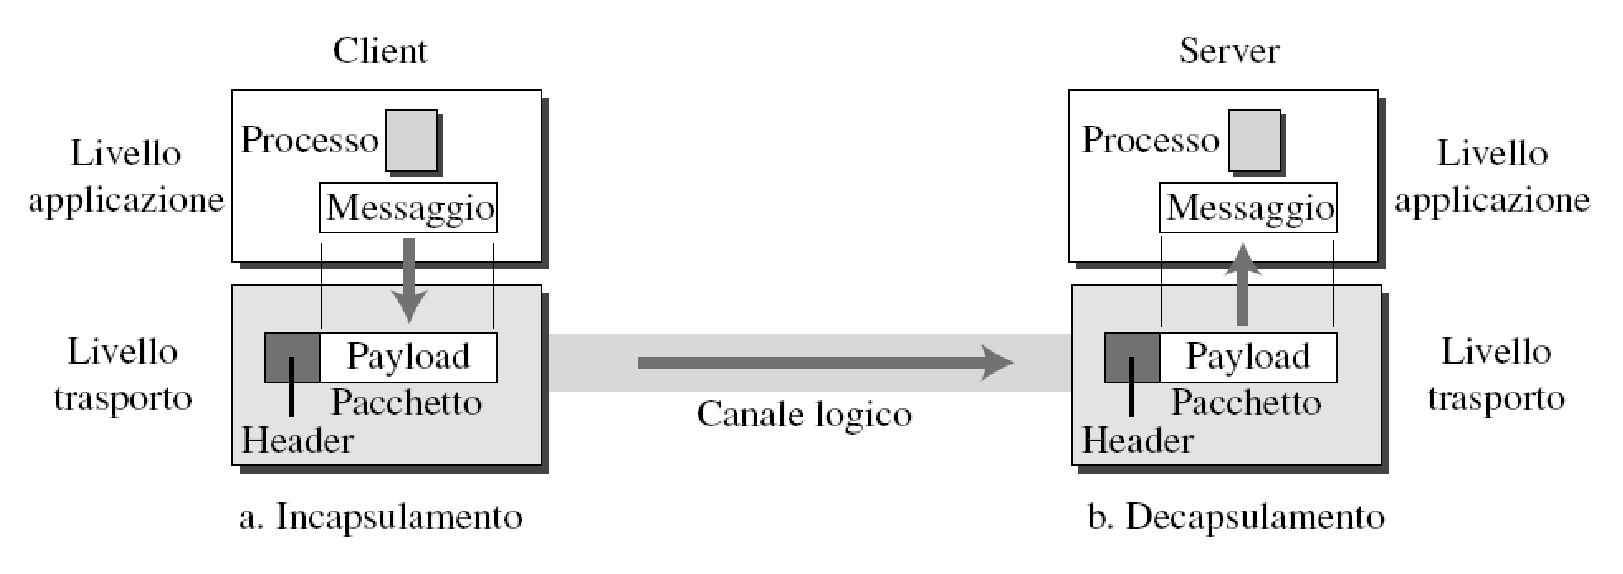 Client
Server
Processo
Processo
Livello
applicazione
Livello
applicazione
Messaggio
Messaggio
Livello
trasporto
Livello
trasporto
Payload
Payload
Pacchetto
Pacchetto
Canale logico
Header
Header
a. Incapsulamento
b. Decapsulamento